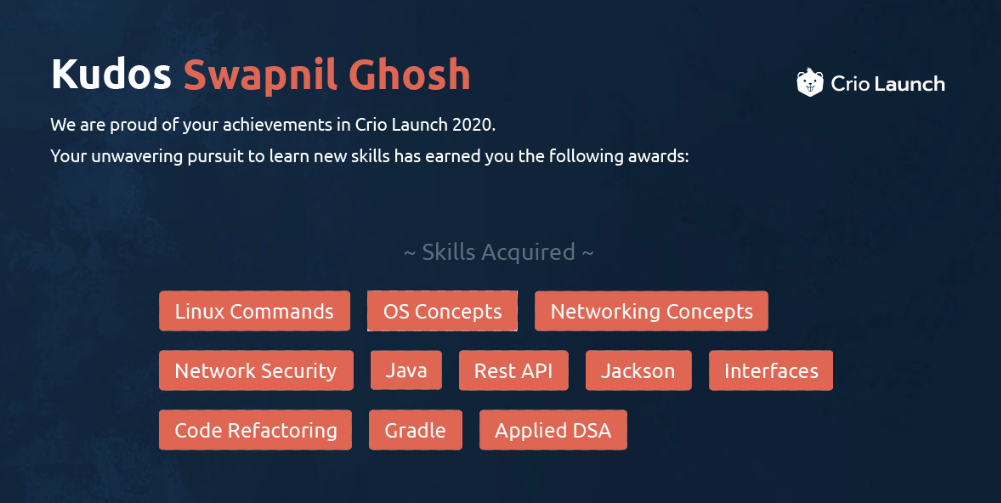 Kudos Swapnil Ghosh
Crio Launch
We are proud of your achievements in Crio Launch 2020.
Your unwavering pursuit to learn new skills has earned you the following awards:
~ Skills Acquired ~
Linux Commands OS Concepts Networking Concepts
Network Security Java Rest API Jackson Interfaces
Code Refactoring Gradle Applied DSA